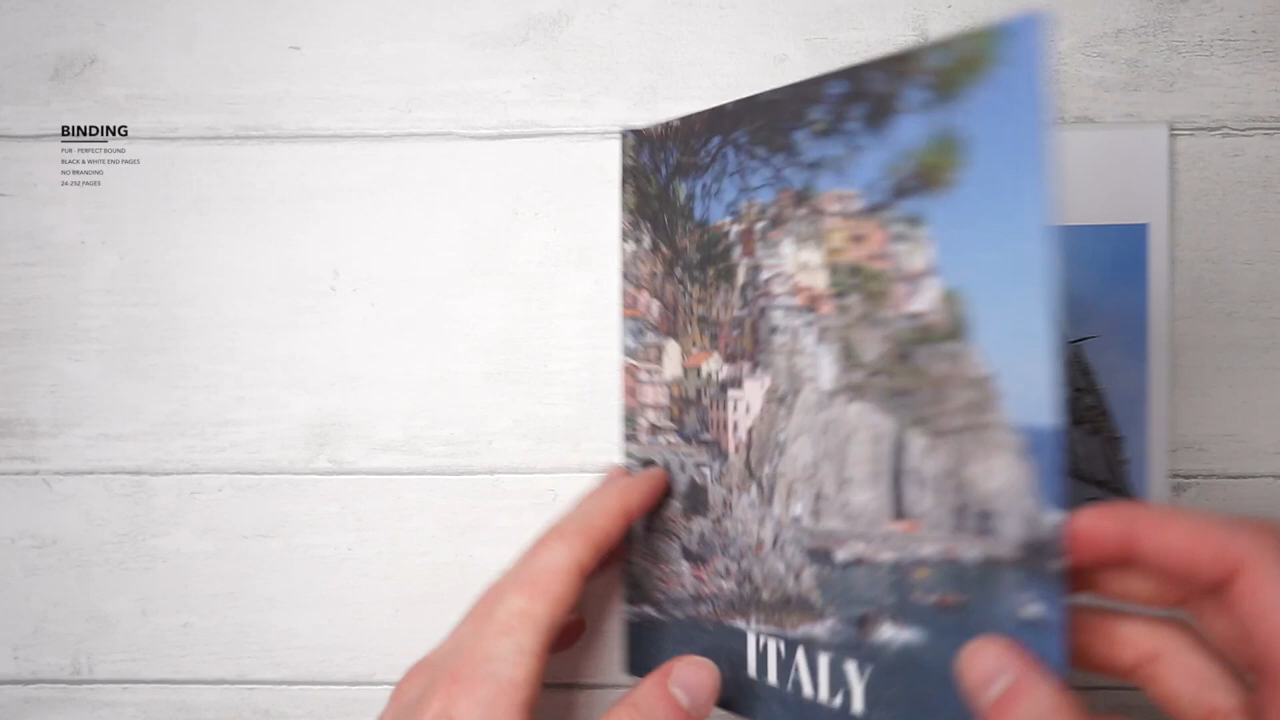 BINDING
PUR - PERFECT BOUND
BLACK & WHITE END PAGES
NO BRANDING
24-252 PAGES
ITALY